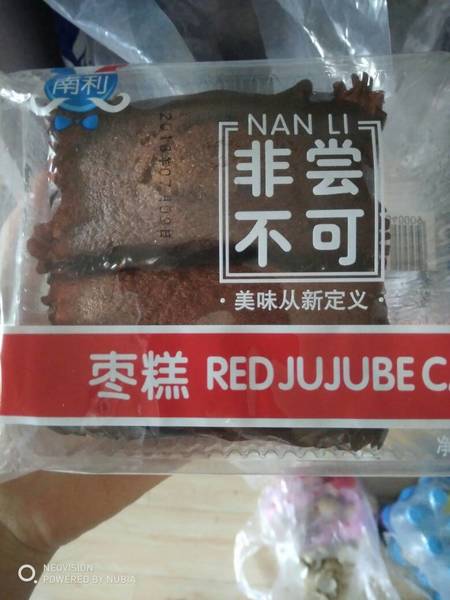 南利
NAN LI
非尝
不可
·美味从新定义·
枣糕 RED JUJUBE C
净
NEOVISION
POWERED BY NUBIA